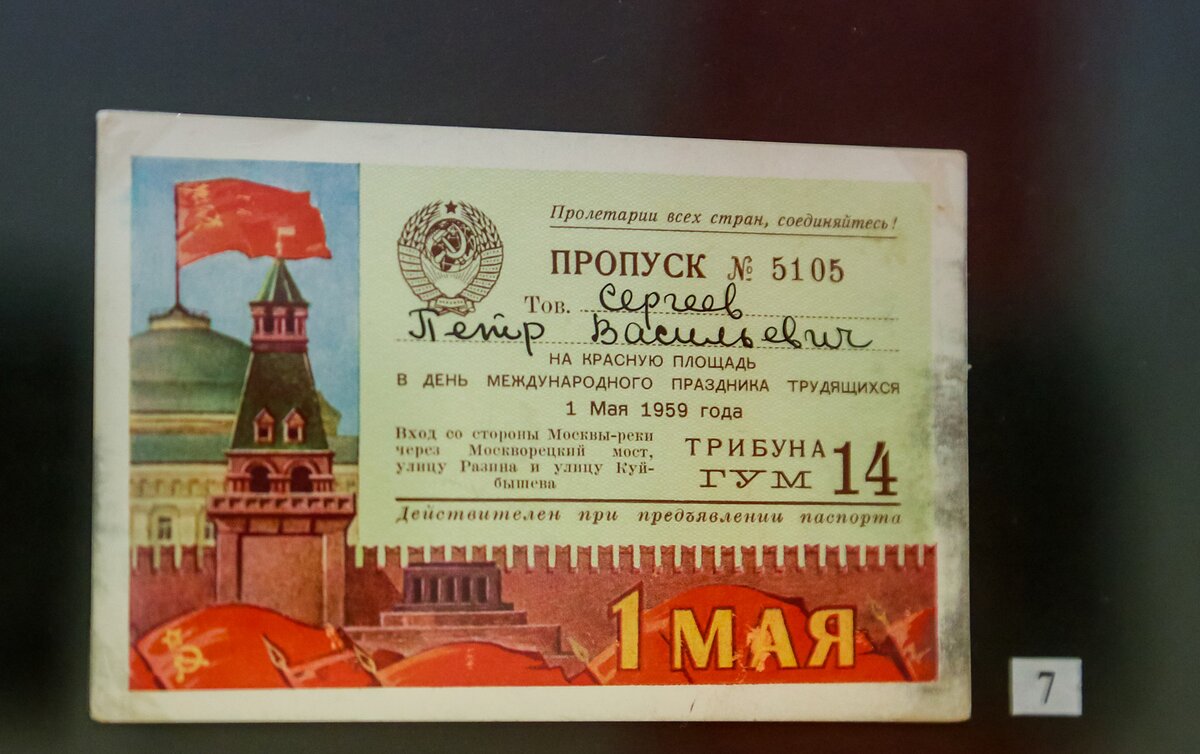 Пролетарии всех стран, соединяйтесь!
ПРОПУСК № 5105
Тов. Сергеев
Петр Васильевич
НА КРАСНУЮ ПЛОЩАДЬ
В ДЕНЬ МЕЖДУНАРОДНОГО ПРАЗДНИКА ТРУДЯЩИХСЯ
1 Мая 1959 года
Вход со стороны Москвы-реки
через Москворецкий мост,
улицу Разина и улицу Куй-
бышева
ТРИБУНА
ГУМ 14
Действителен при предъявлении паспорта
1 МАЯ
7